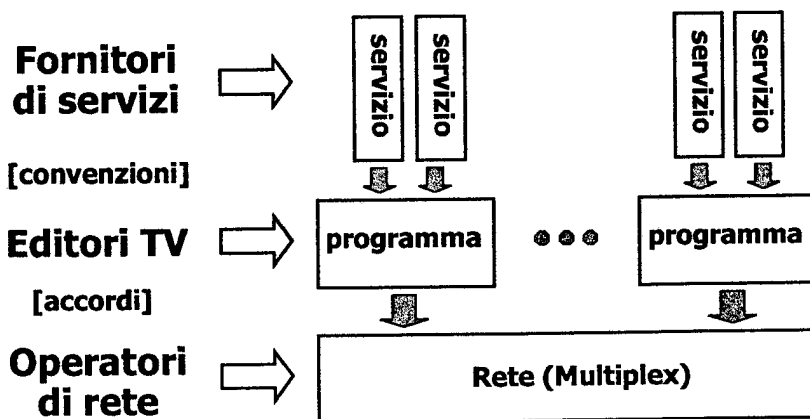 Fornitori
di servizi
servizio
servizio
servizio
servizio
[convenzioni]
Editori TV
programma
programma
[accordi]
Operatori
di rete
Rete (Multiplex)